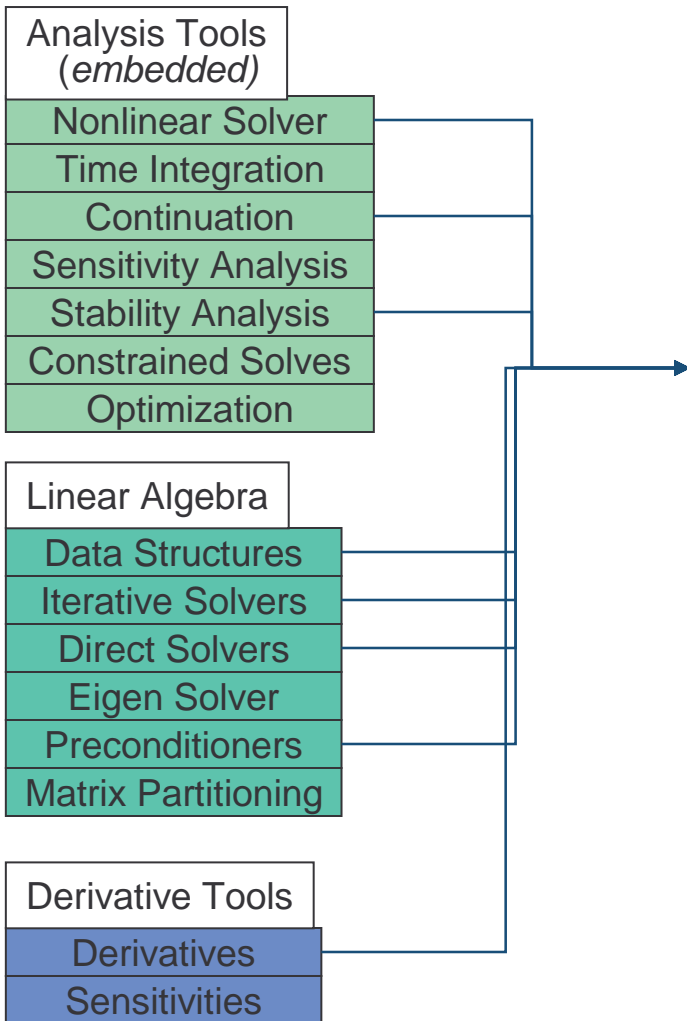 Analysis Tools
(embedded)
Nonlinear Solver
Time Integration
Continuation
Sensitivity Analysis
Stability Analysis
Constrained Solves
Optimization
Linear Algebra
Data Structures
Iterative Solvers
Direct Solvers
Eigen Solver
Preconditioners
Matrix Partitioning
Derivative Tools
Derivatives
Sensitivities